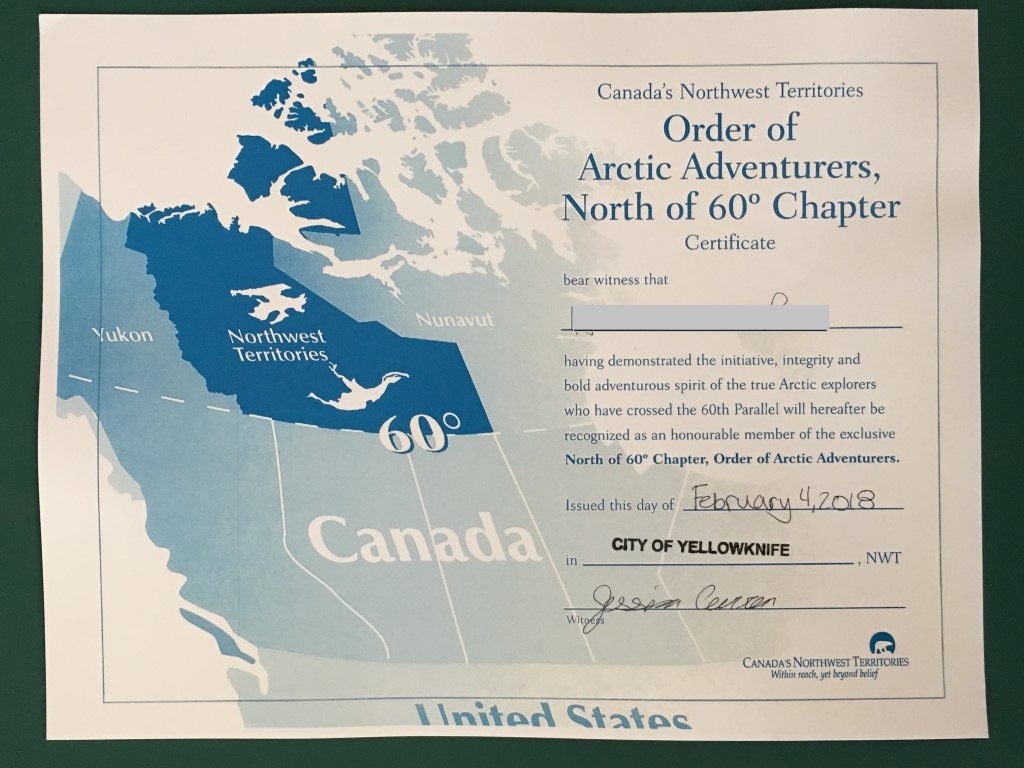 Canada's Northwest Territories
Order of
Arctic Adventurers,
North of 60º Chapter
Certificate
bear witness that
having demonstrated the initiative, integrity and
bold adventurous spirit of the true Arctic explorers
who have crossed the 60th Parallel will hereafter be
recognized as an honourable member of the exclusive
North of 60º Chapter, Order of Arctic Adventurers.
Issued this day of February 4, 2018
in CITY OF YELLOWKNIFE, NWT
Jessica
Witness
CANADA'S NORTHWEST TERRITORIES
Within reach, yet beyond belief
Yukon
Northwest
Territories
Nunavut
60º
Canada
United States